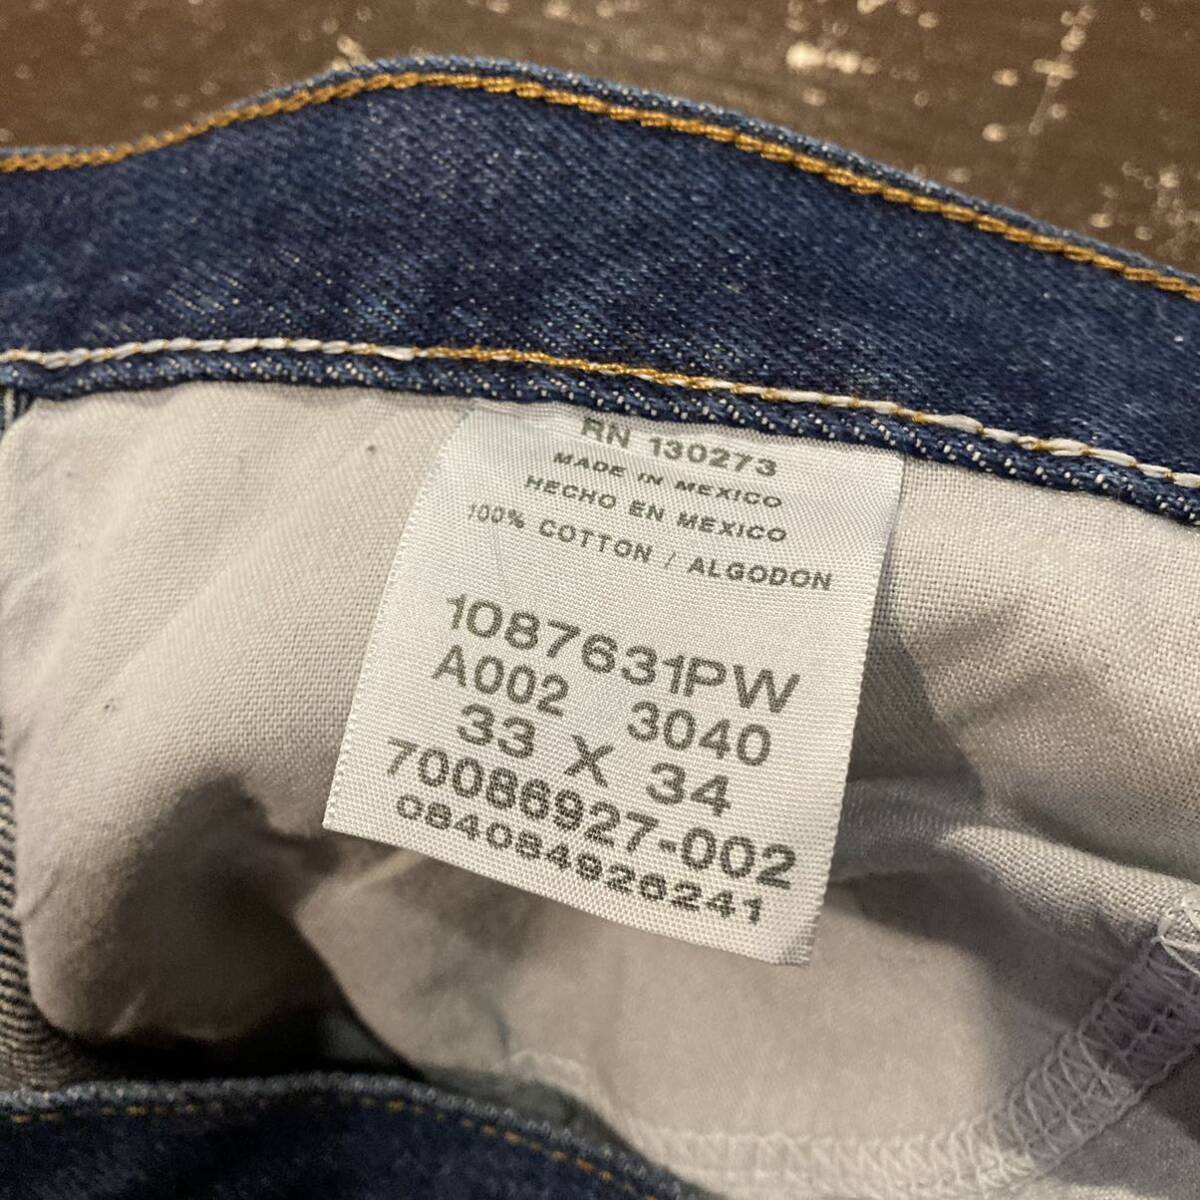 RN 130273
MADE IN MEXICO
HECHO EN MEXICO
100% COTTON / ALGODON
1087631PW
A002 3040
33 X 34
70086927-002
084084926241